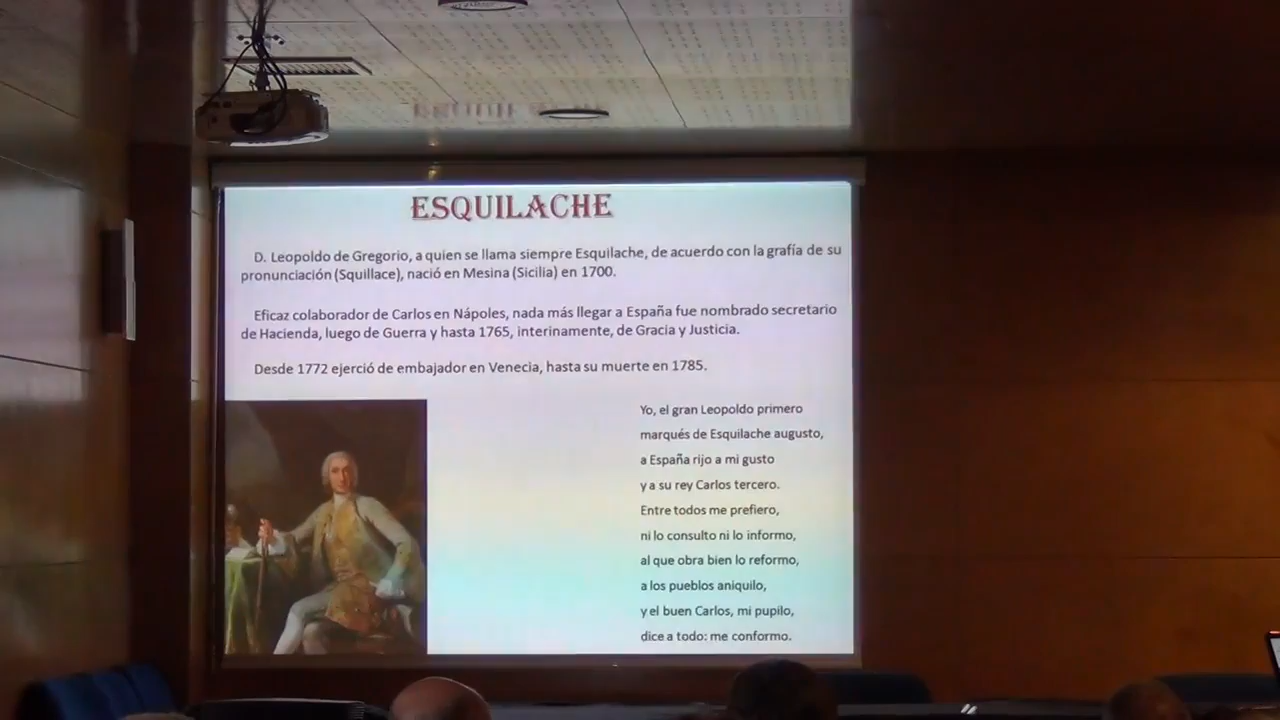 ESQUILACHE
D. Leopoldo de Gregorio, a quien se llama siempre Esquilache, de acuerdo con la grafía de su
pronunciación (Squillace), nació en Mesina (Sicilia) en 1700.
Eficaz colaborador de Carlos en Nápoles, nada más llegar a España fue nombrado secretario
de Hacienda, luego de Guerra y hasta 1765, interinamente, de Gracia y Justicia.
Desde 1772 ejerció de embajador en Venecia, hasta su muerte en 1785.
Yo, el gran Leopoldo primero
marqués de Esquilache augusto,
a España rijo a mi gusto
y a su rey Carlos tercero.
Entre todos me prefiero,
ni lo consulto ni lo informo,
al que obra bien lo reformo,
a los pueblos aniquilo,
y el buen Carlos, mi pupilo,
dice a todo: me conformo.